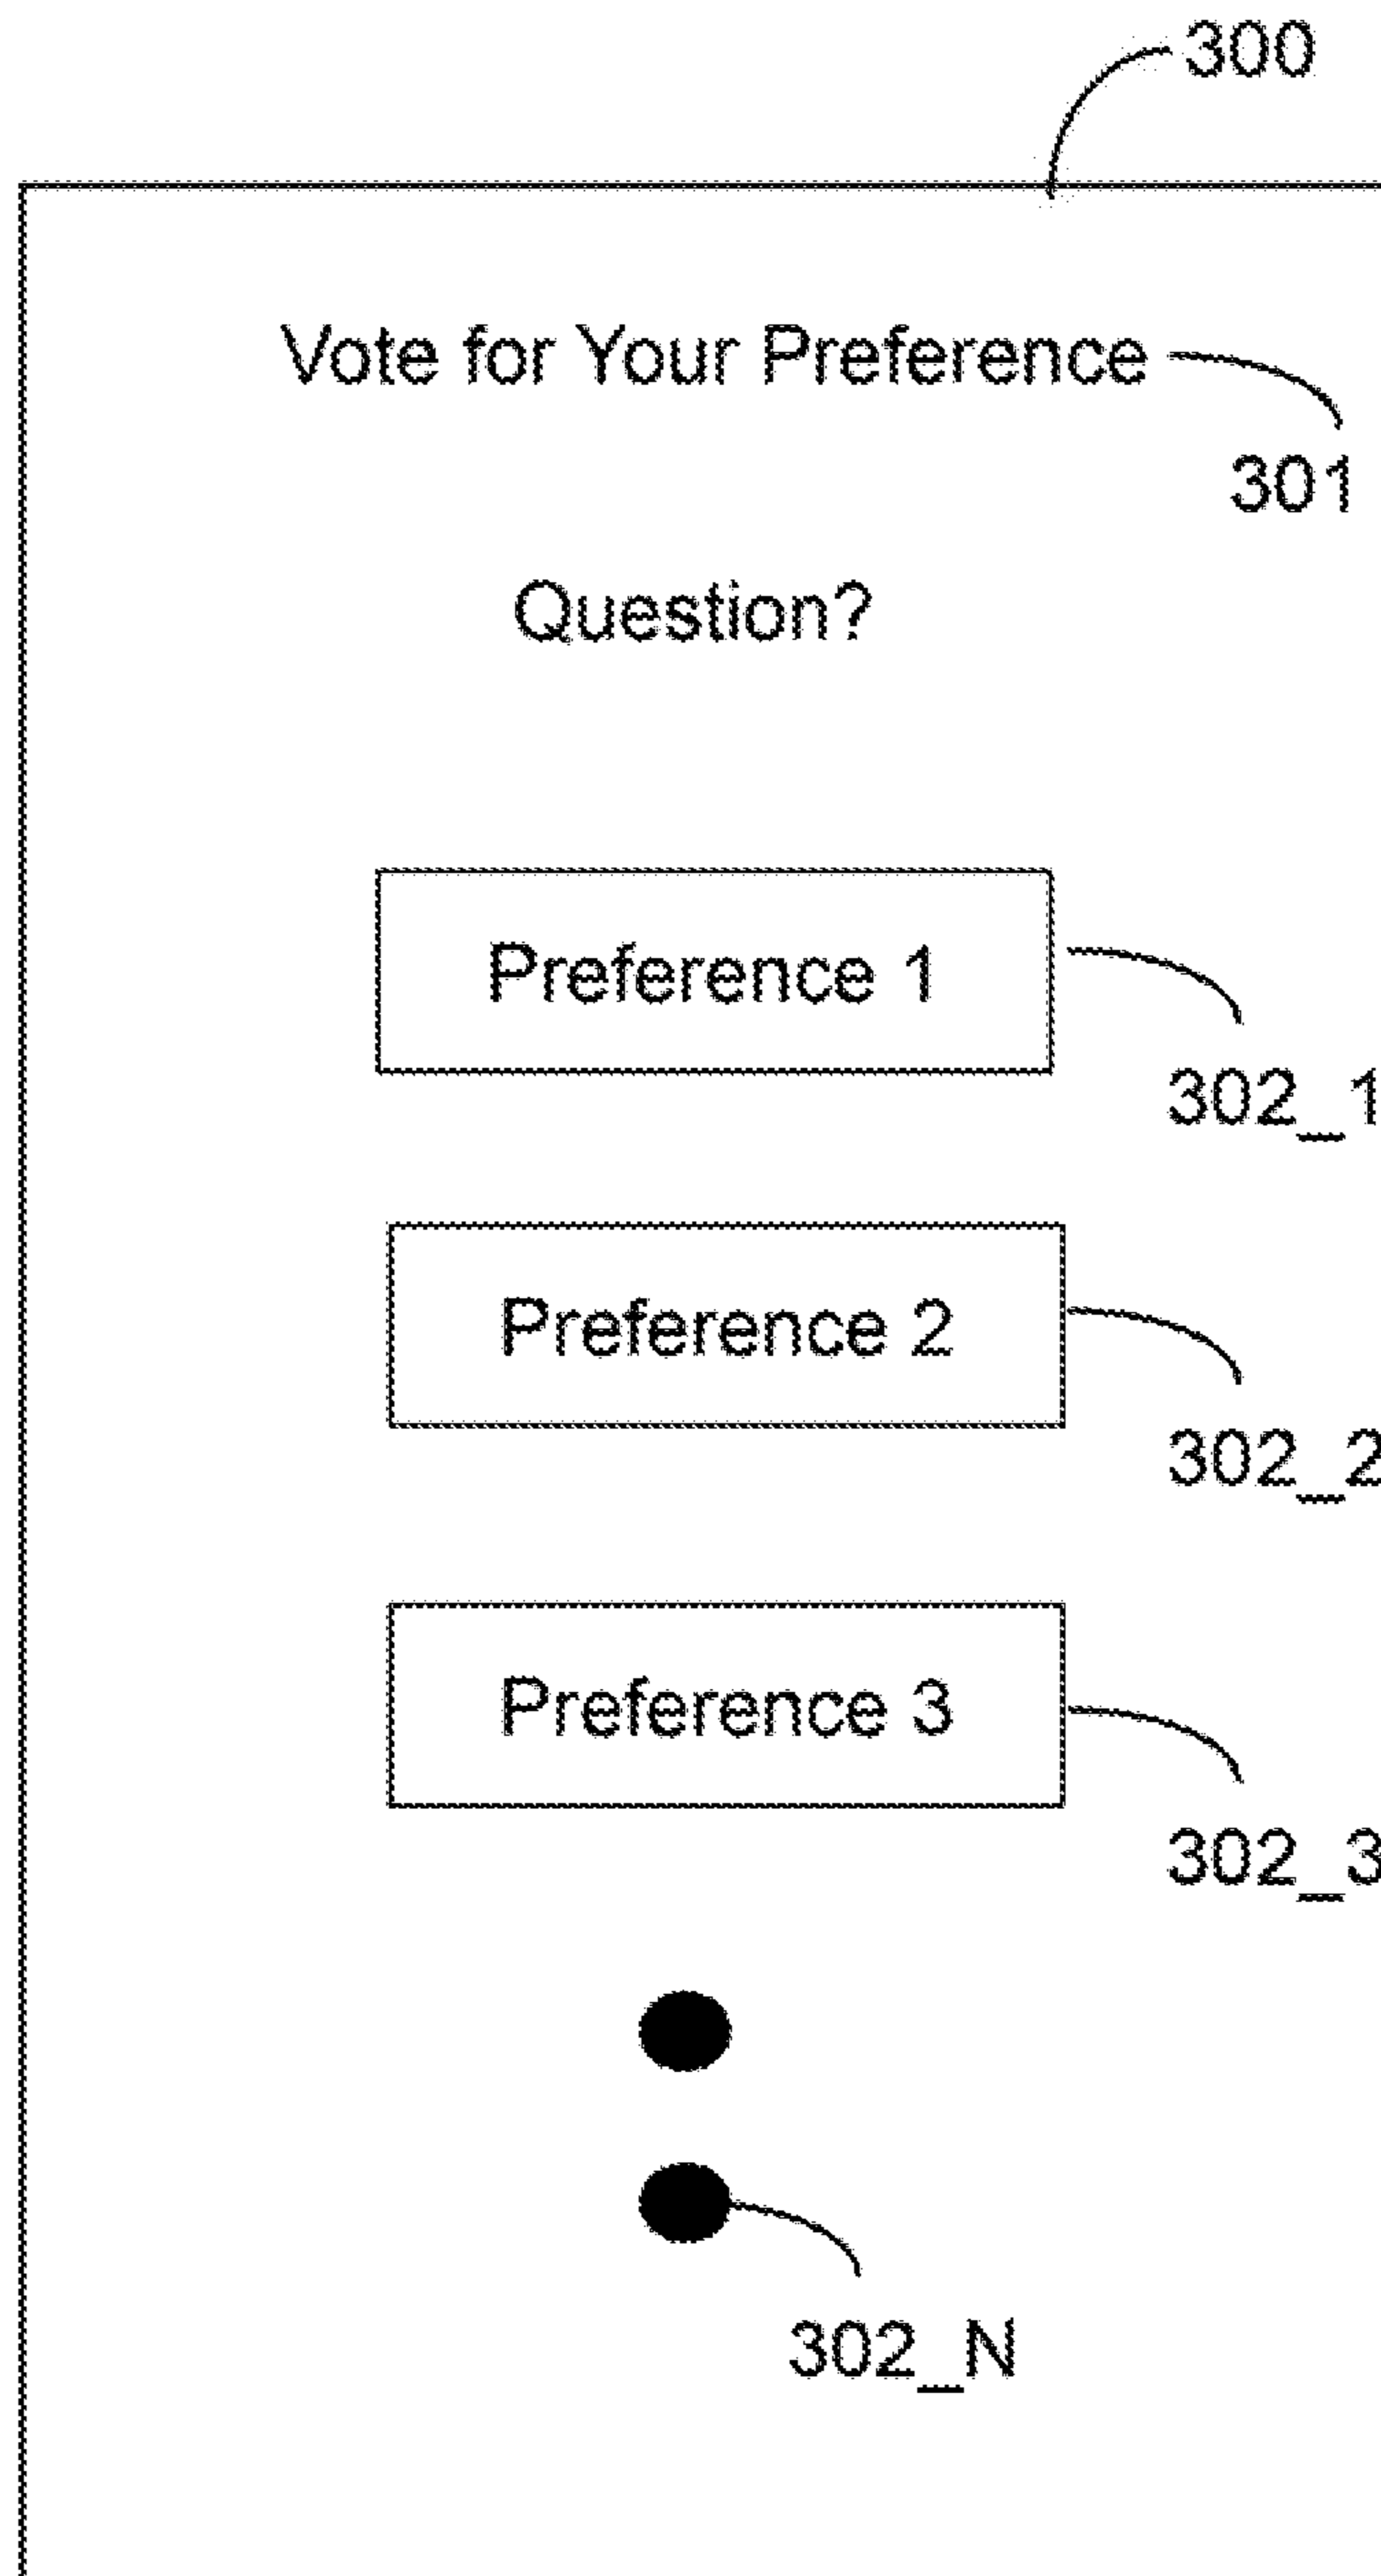 300
Vote for Your Preference
301
Question?
Preference 1
302_1
Preference 2
302_2
Preference 3
302_3
302_N